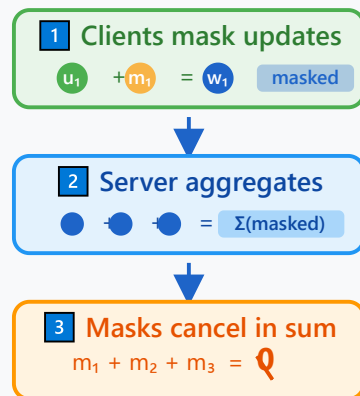 1 Clients mask updates
u₁ + m₁ = w₁ masked
2 Server aggregates
+ + = Σ(masked)
3 Masks cancel in sum
m₁ + m₂ + m₃ =